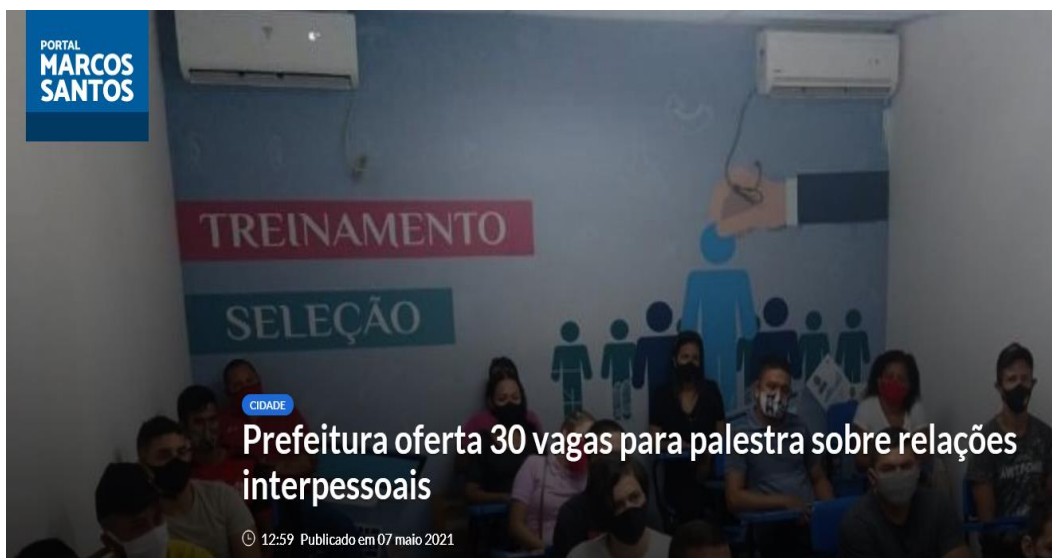 PORTAL
MARCOS
SANTOS
TREINAMENTO
SELEÇÃO
CIDADE
Prefeitura oferta 30 vagas para palestra sobre relações
interpessoais
12:59 Publicado em 07 maio 2021